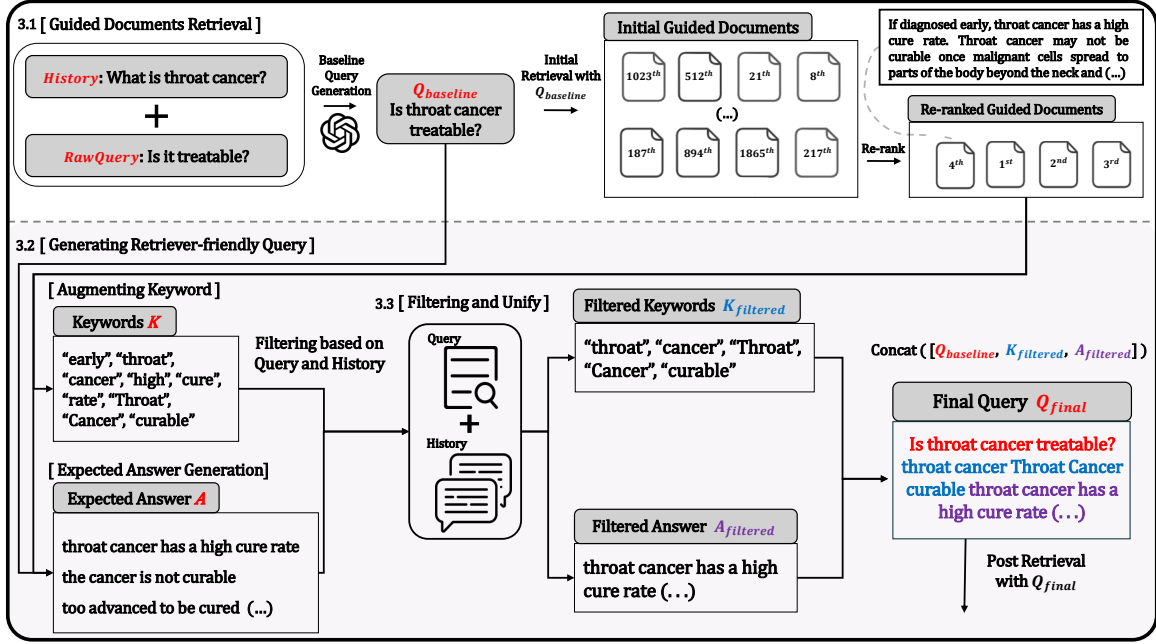 3.1 [ Guided Documents Retrieval ]
History: What is throat cancer?
+
RawQuery: Is it treatable?
Baseline
Query
Generation
Q_baseline
Is throat cancer
treatable?
Initial
Retrieval with
Q_baseline
Initial Guided Documents
1023th 512th 21th 8th
(...)
187th 894th 1865th 217th
Re-rank
If diagnosed early, throat cancer has a high
cure rate. Throat cancer may not be
curable once malignant cells spread to
parts of the body beyond the neck and (...)
Re-ranked Guided Documents
4th 1st 2nd 3rd
3.2 [ Generating Retriever-friendly Query ]
[ Augmenting Keyword ]
Keywords K
“early”, “throat”,
“cancer”, “high”, “cure”,
“rate”, “Throat”,
“Cancer”, “curable”
[ Expected Answer Generation]
Expected Answer A
throat cancer has a high cure rate
the cancer is not curable
too advanced to be cured (...)
Filtering based on
Query and History
3.3 [ Filtering and Unify ]
Query
+
History
Filtered Keywords K_filtered
“throat”, “cancer”, “Throat”,
“Cancer”, “curable”
Filtered Answer A_filtered
throat cancer has a high
cure rate (. . .)
Concat ( [Q_baseline, K_filtered, A_filtered] )
Final Query Q_final
Is throat cancer treatable?
throat cancer Throat Cancer
curable throat cancer has a
high cure rate (. . .)
Post Retrieval
with Q_final